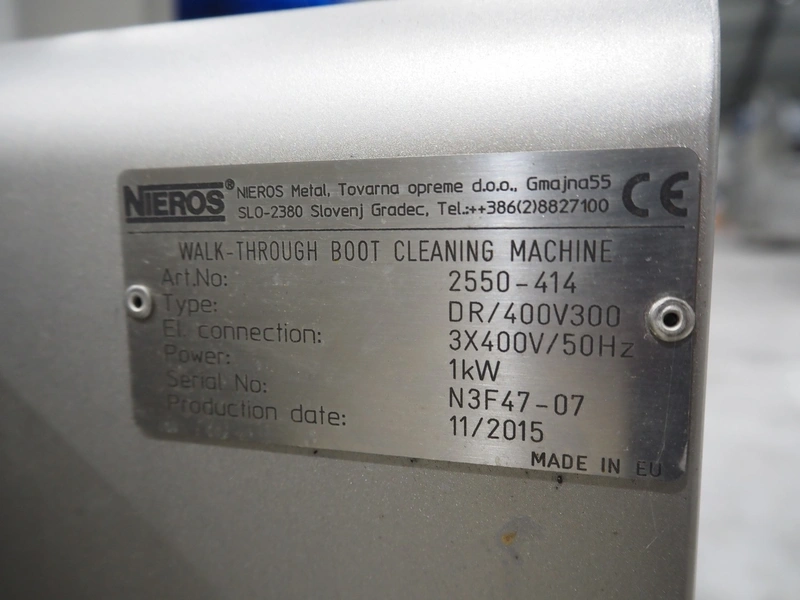 NIEROS® NIEROS Metal, Tovarna opreme d.o.o., Gmajna55
SLO-2380 Slovenj Gradec, Tel.:++386(2)8827100 CE
WALK-THROUGH BOOT CLEANING MACHINE
Art.No: 2550-414
Type: DR/400V300
El. connection: 3X400V/50Hz
Power: 1kW
Serial No: N3F47-07
Production date: 11/2015
MADE IN EU